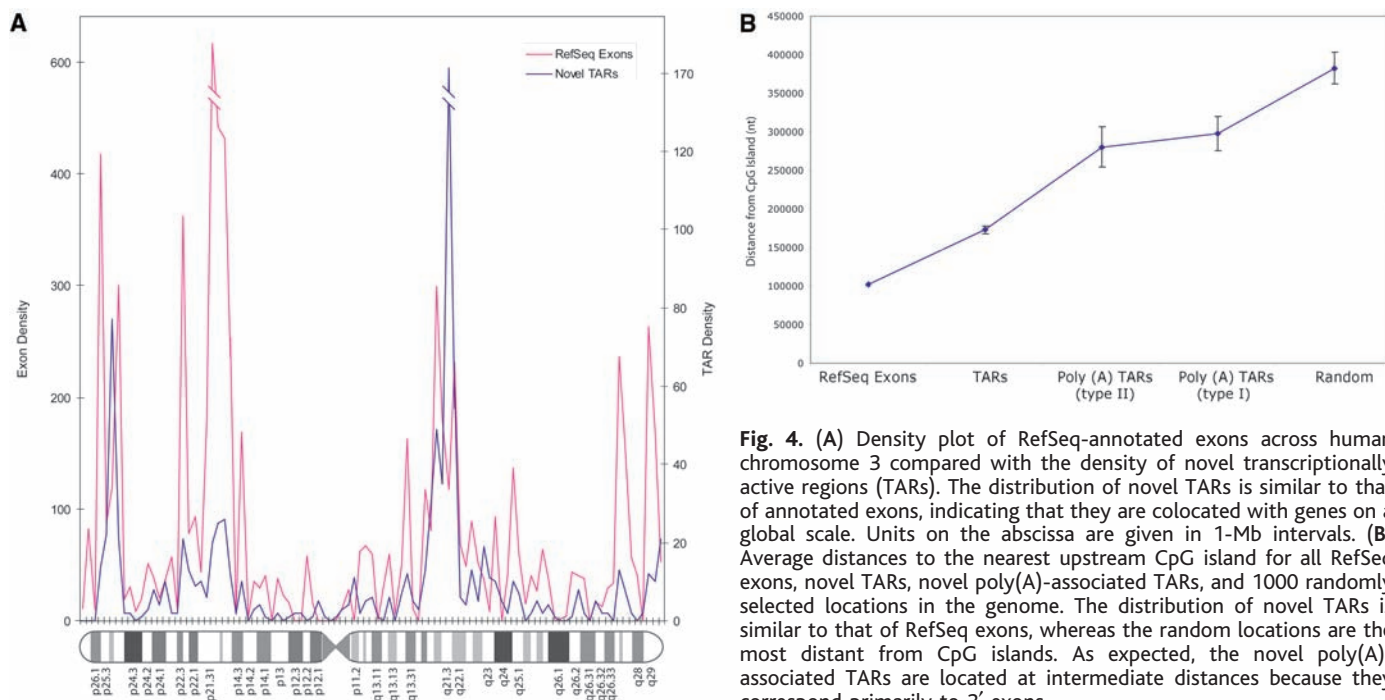 A
600
400
300
200
100
0
Exon Density
RefSeq Exons
Novel TARs
170
120
100
80
60
40
20
0
TAR Density
p26.1
p25.3
p24.3
p24.2
p24.1
p22.3
p22.1
p21.31
p14.3
p14.2
p14.11
p13
p12.3
p12.2
p12.1
p11.2
q13.11
q13.13
q13.31
q21.3
q22.1
q23
q24
q25.1
q26.1
q26.2
q26.31
q26.32
q26.33
q28
q29
B
450000
400000
350000
300000
250000
200000
150000
100000
50000
0
Distance from CpG Island (nt)
RefSeq Exons
TARs
Poly (A) TARs
(type II)
Poly (A) TARs
(type I)
Random
Fig. 4. (A) Density plot of RefSeq-annotated exons across human
chromosome 3 compared with the density of novel transcriptionally
active regions (TARs). The distribution of novel TARs is similar to tha
of annotated exons, indicating that they are colocated with genes on a
global scale. Units on the abscissa are given in 1-Mb intervals. (B
Average distances to the nearest upstream CpG island for all RefSeq
exons, novel TARs, novel poly(A)-associated TARs, and 1000 randomly
selected locations in the genome. The distribution of novel TARs i
similar to that of RefSeq exons, whereas the random locations are the
most distant from CpG islands. As expected, the novel poly(A)
associated TARs are located at intermediate distances because they
correspond primarily to 3′ exons